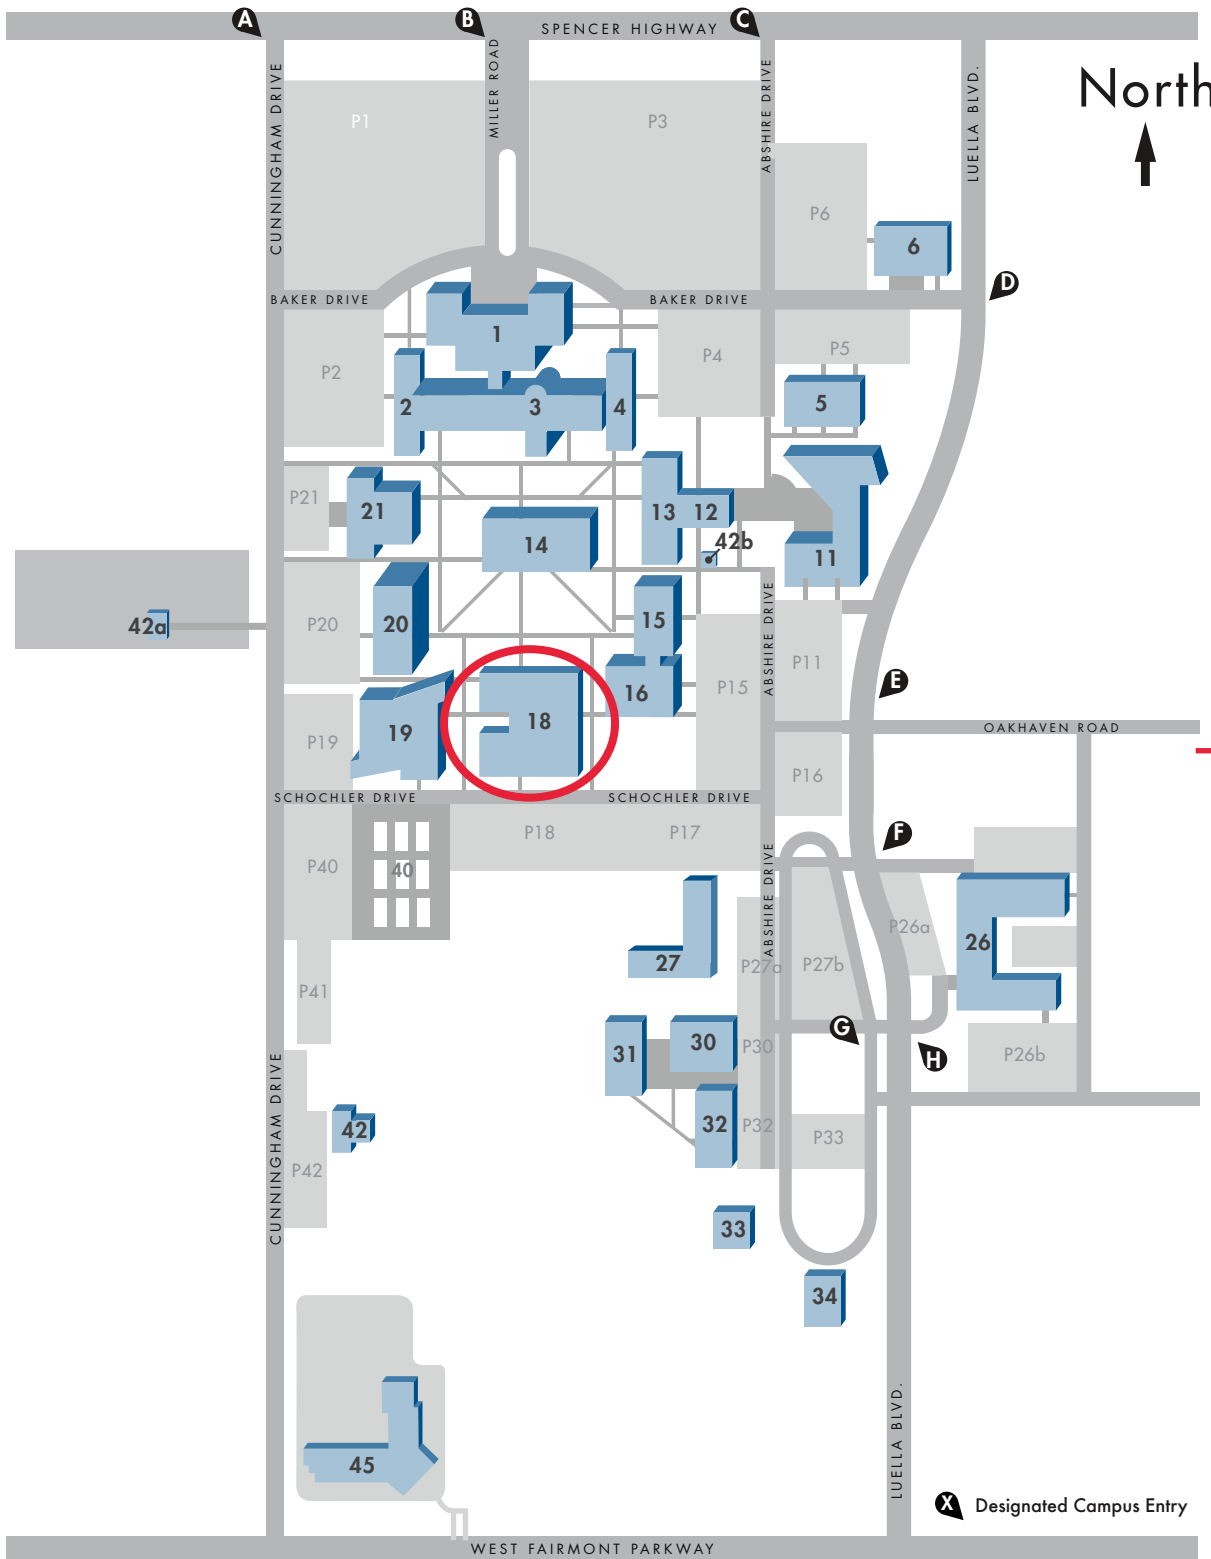 A
B
C
SPENCER HIGHWAY
CUNNINGHAM DRIVE
MILLER ROAD
ABSHIRE DRIVE
LUELLA BLVD.
North
P1
P3
P6
6
D
BAKER DRIVE
BAKER DRIVE
1
P2
P4
P5
2
3
4
5
P21
21
13
12
14
42b
11
42a
P20
20
15
ABSHIRE DRIVE
P11
E
16
P15
18
19
P19
OAKHAVEN ROAD
P16
SCHOCHLER DRIVE
SCHOCHLER DRIVE
P18
P17
F
P40
40
ABSHIRE DRIVE
P26a
26
27
P27a
P27b
P41
G
31
30
P30
H
P26b
CUNNINGHAM DRIVE
42
32
P32
P33
P42
33
34
LUELLA BLVD.
45
X Designated Campus Entry
WEST FAIRMONT PARKWAY